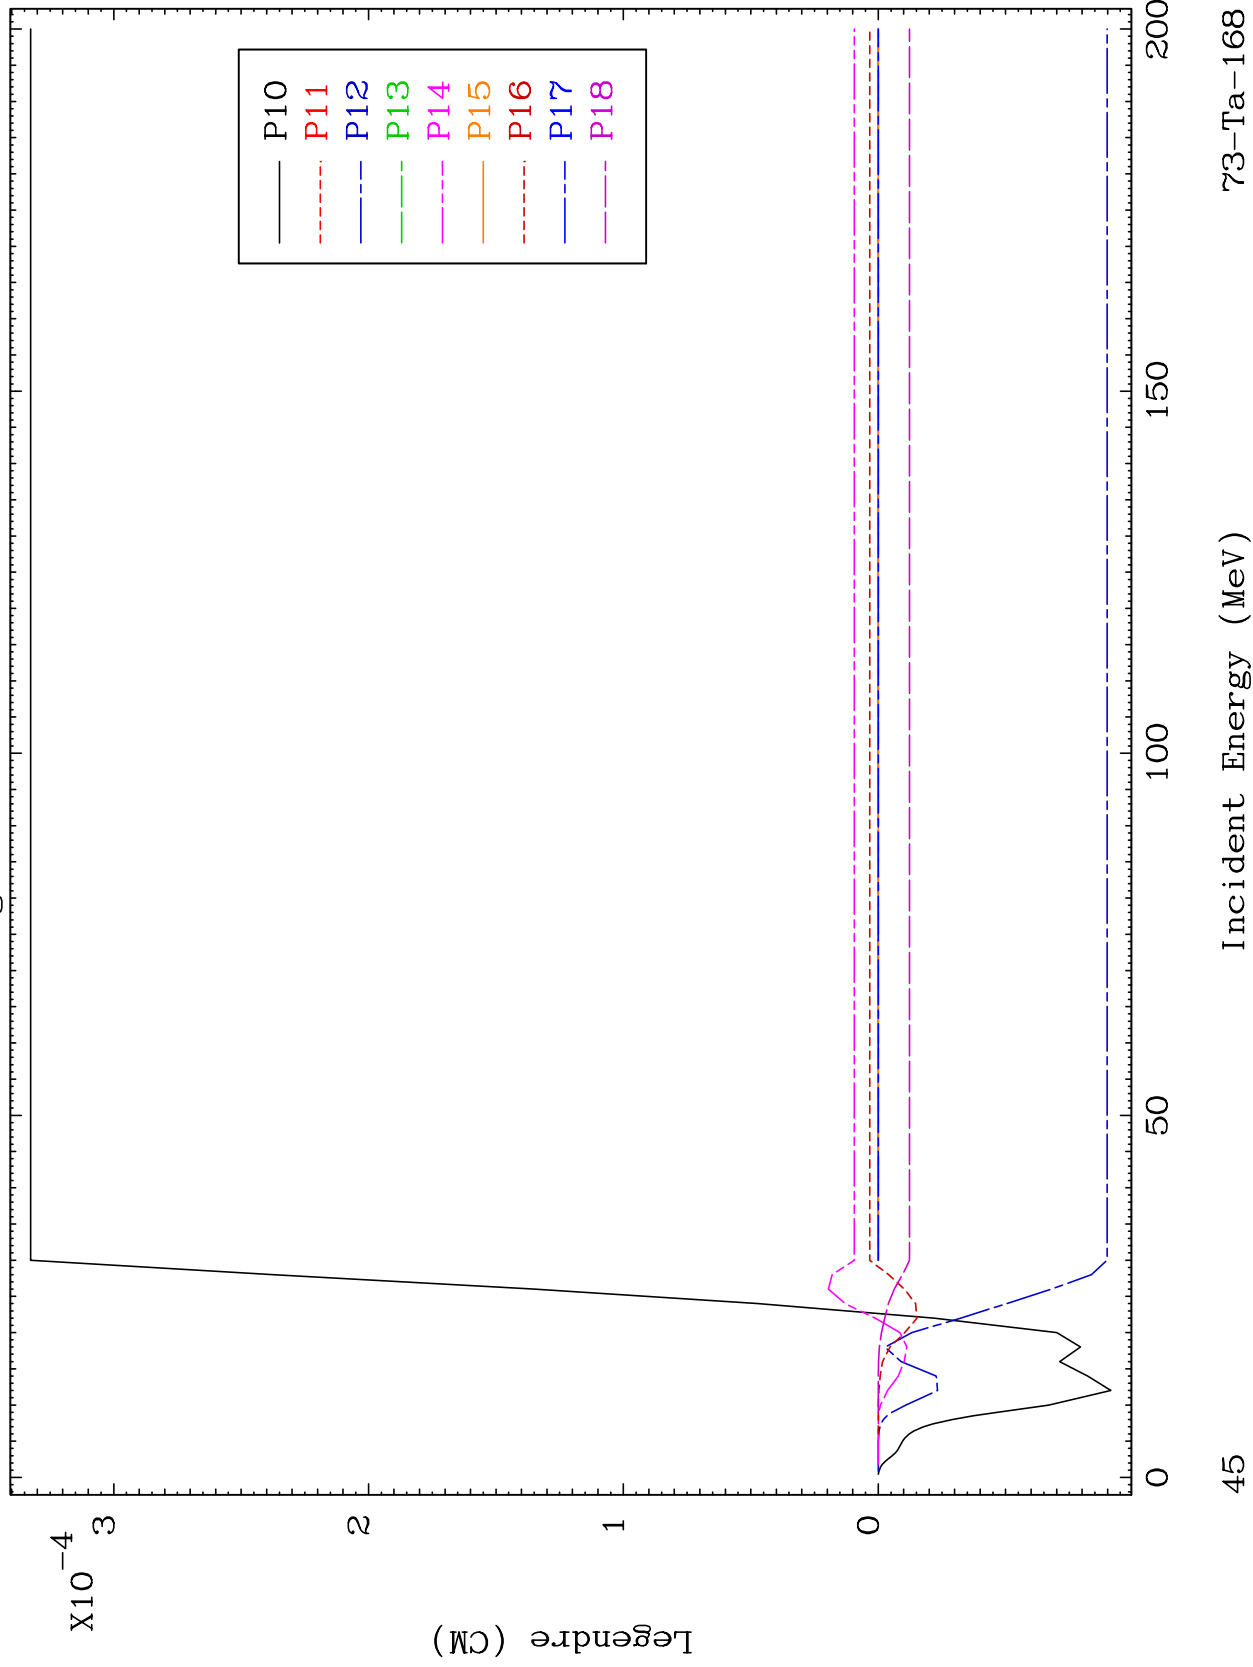 X10-4
3
2
1
0
Legendre (CM)
P10
P11
P12
P13
P14
P15
P16
P17
P18
0
50
100
150
200
Incident Energy (MeV)
45
73-Ta-168